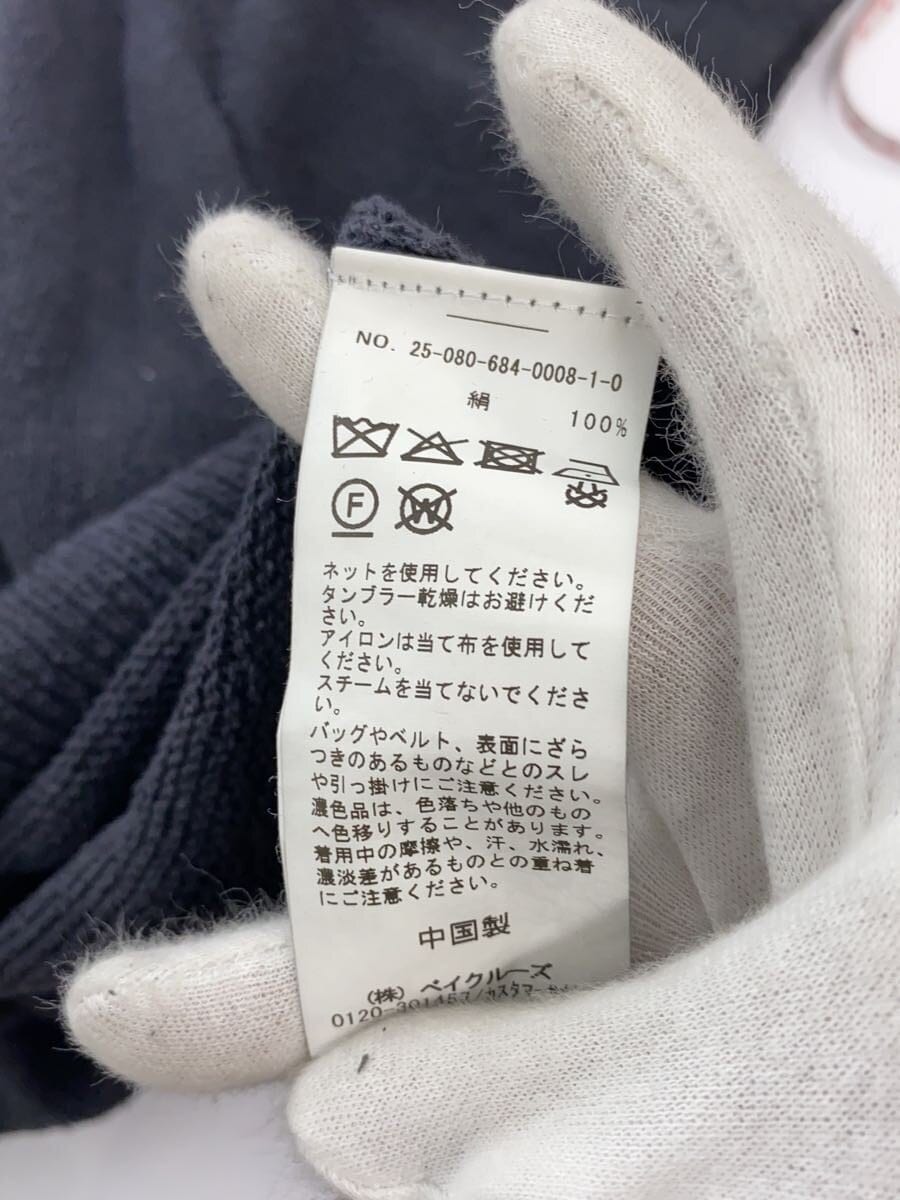 NO. 25-080-684-0008-1-0
絹 100%
F W
ネットを使用してください。
タンブラー乾燥はお避けくだ
さい。
アイロンは当て布を使用して
ください。
スチームを当てないでくださ
い。
バッグやベルト、表面にざら
つきのあるものなどとのスレ
や引っ掛けにご注意ください。
濃色品は、色落ちや他のもの
へ色移りすることがあります。
着用中の摩擦や、汗、水濡れ、
濃淡差があるものとの重ね着
にご注意ください。
中国製
(株) ベイクルーズ
0120-301457/カスタマー